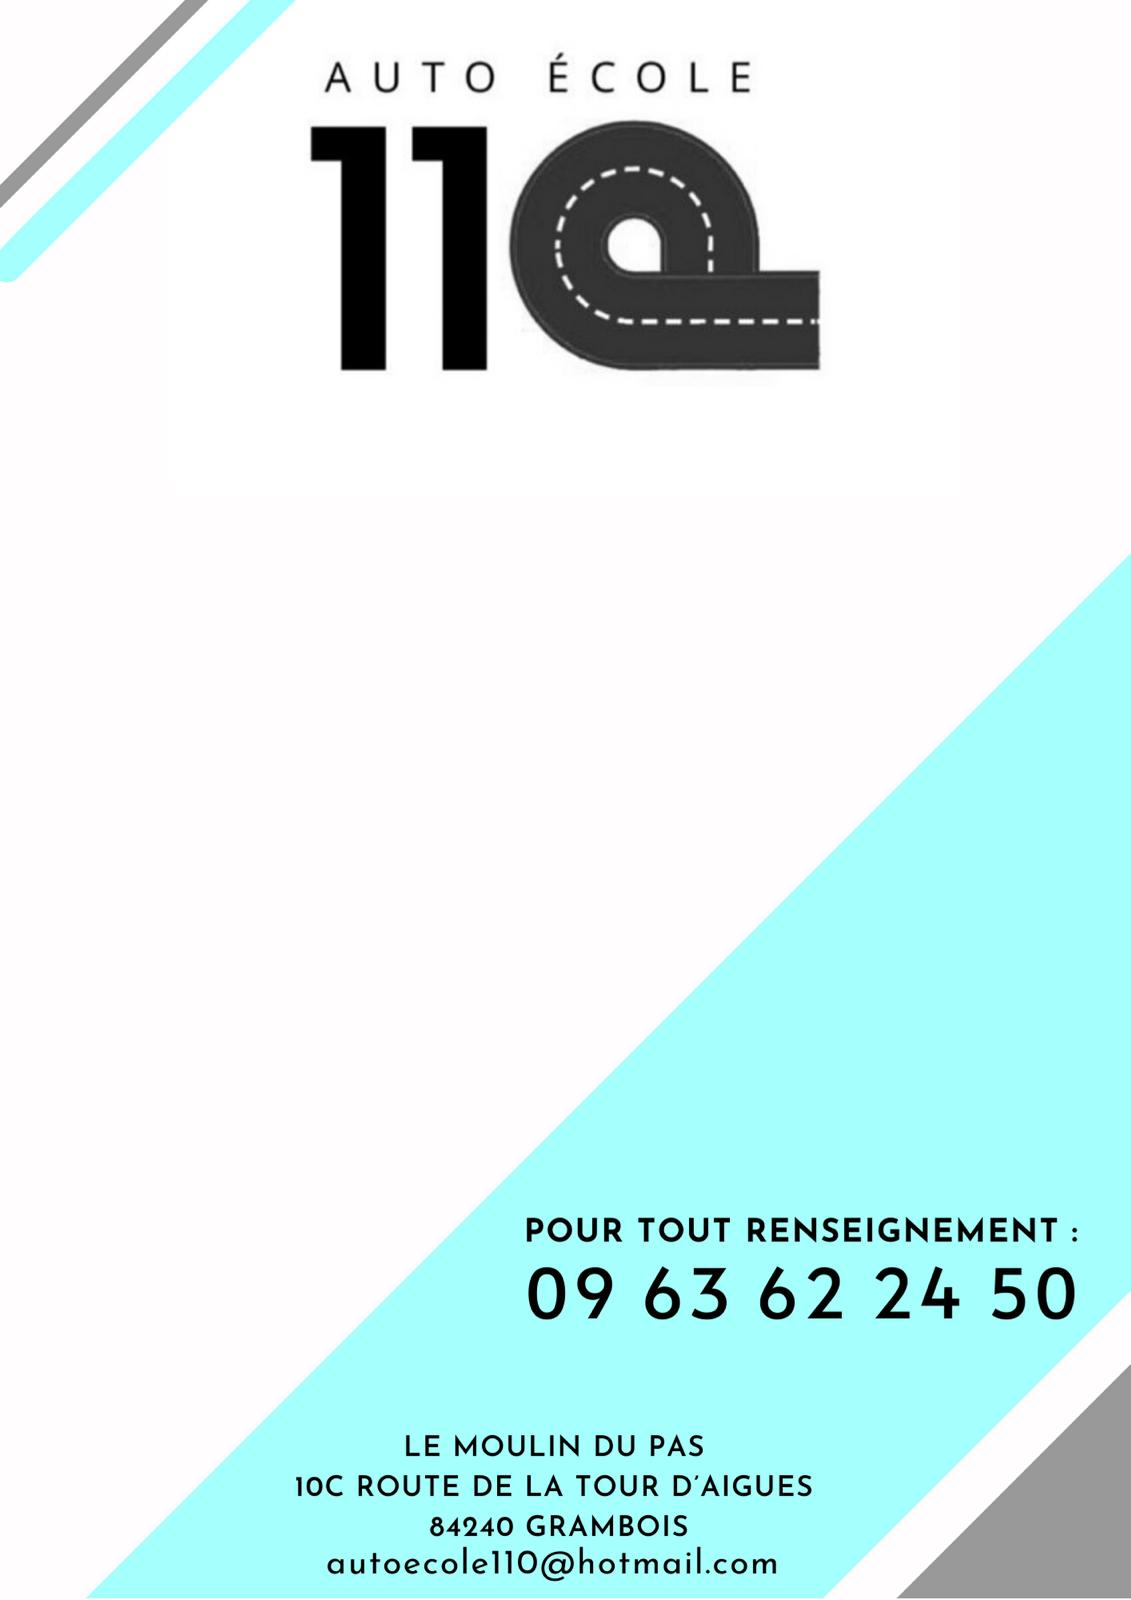 AUTO ÉCOLE
110
POUR TOUT RENSEIGNEMENT :
09 63 62 24 50
LE MOULIN DU PAS
10C ROUTE DE LA TOUR D'AIGUES
84240 GRAMBOIS
autoecole110@hotmail.com